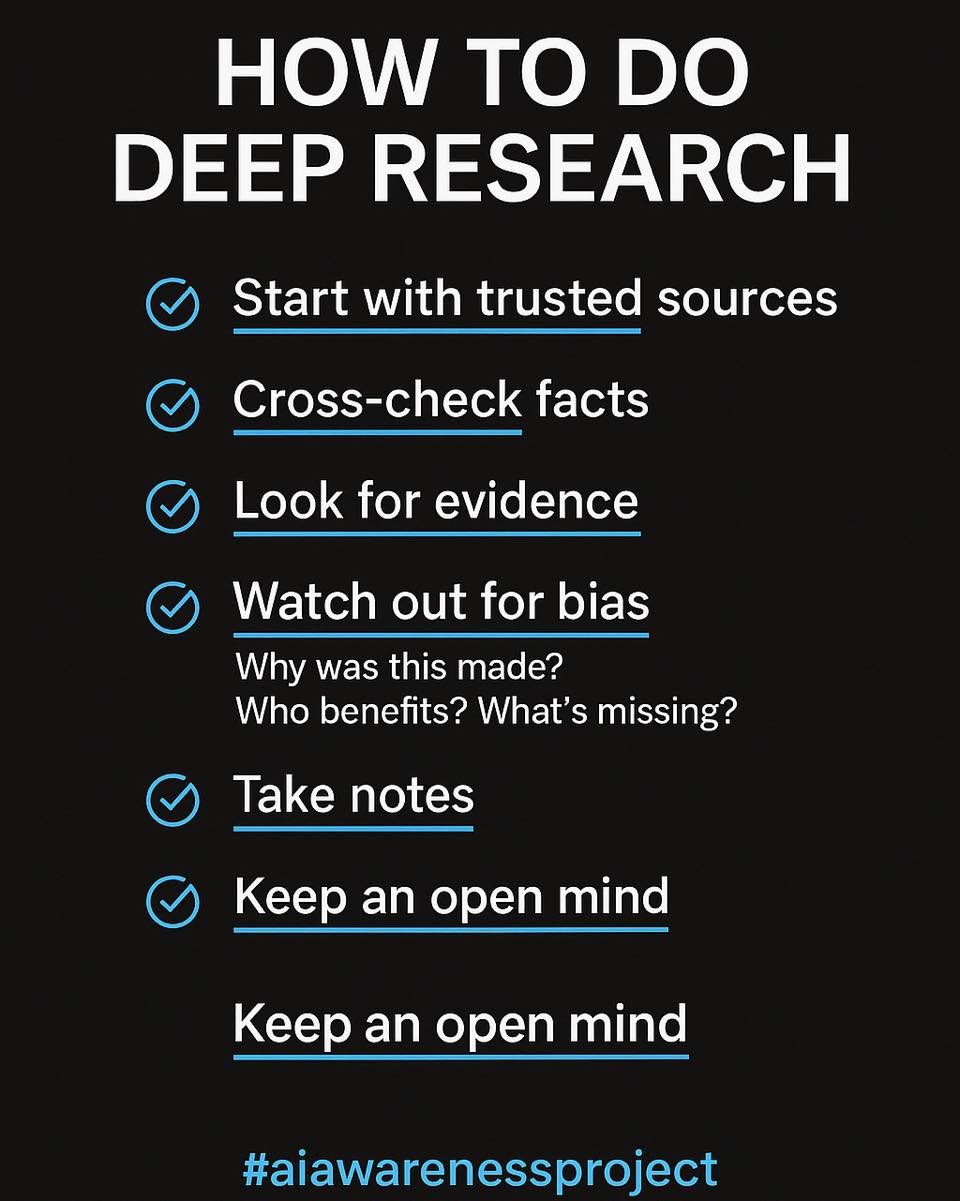 HOW TO DO
DEEP RESEARCH
Start with trusted sources
Cross-check facts
Look for evidence
Watch out for bias
Why was this made?
Who benefits? What's missing?
Take notes
Keep an open mind
Keep an open mind
#aiawarenessproject